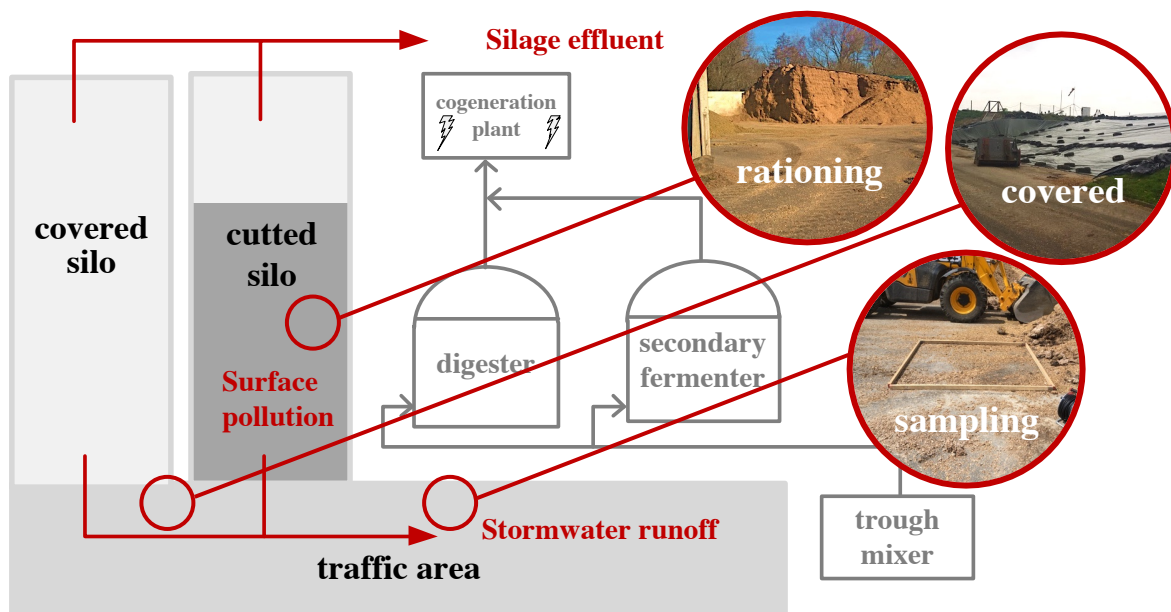 Silage effluent
cogeneration
plant
rationing
covered
covered
silo
cutted
silo
digester
secondary
fermenter
Surface
pollution
sampling
Stormwater runoff
traffic area
trough
mixer